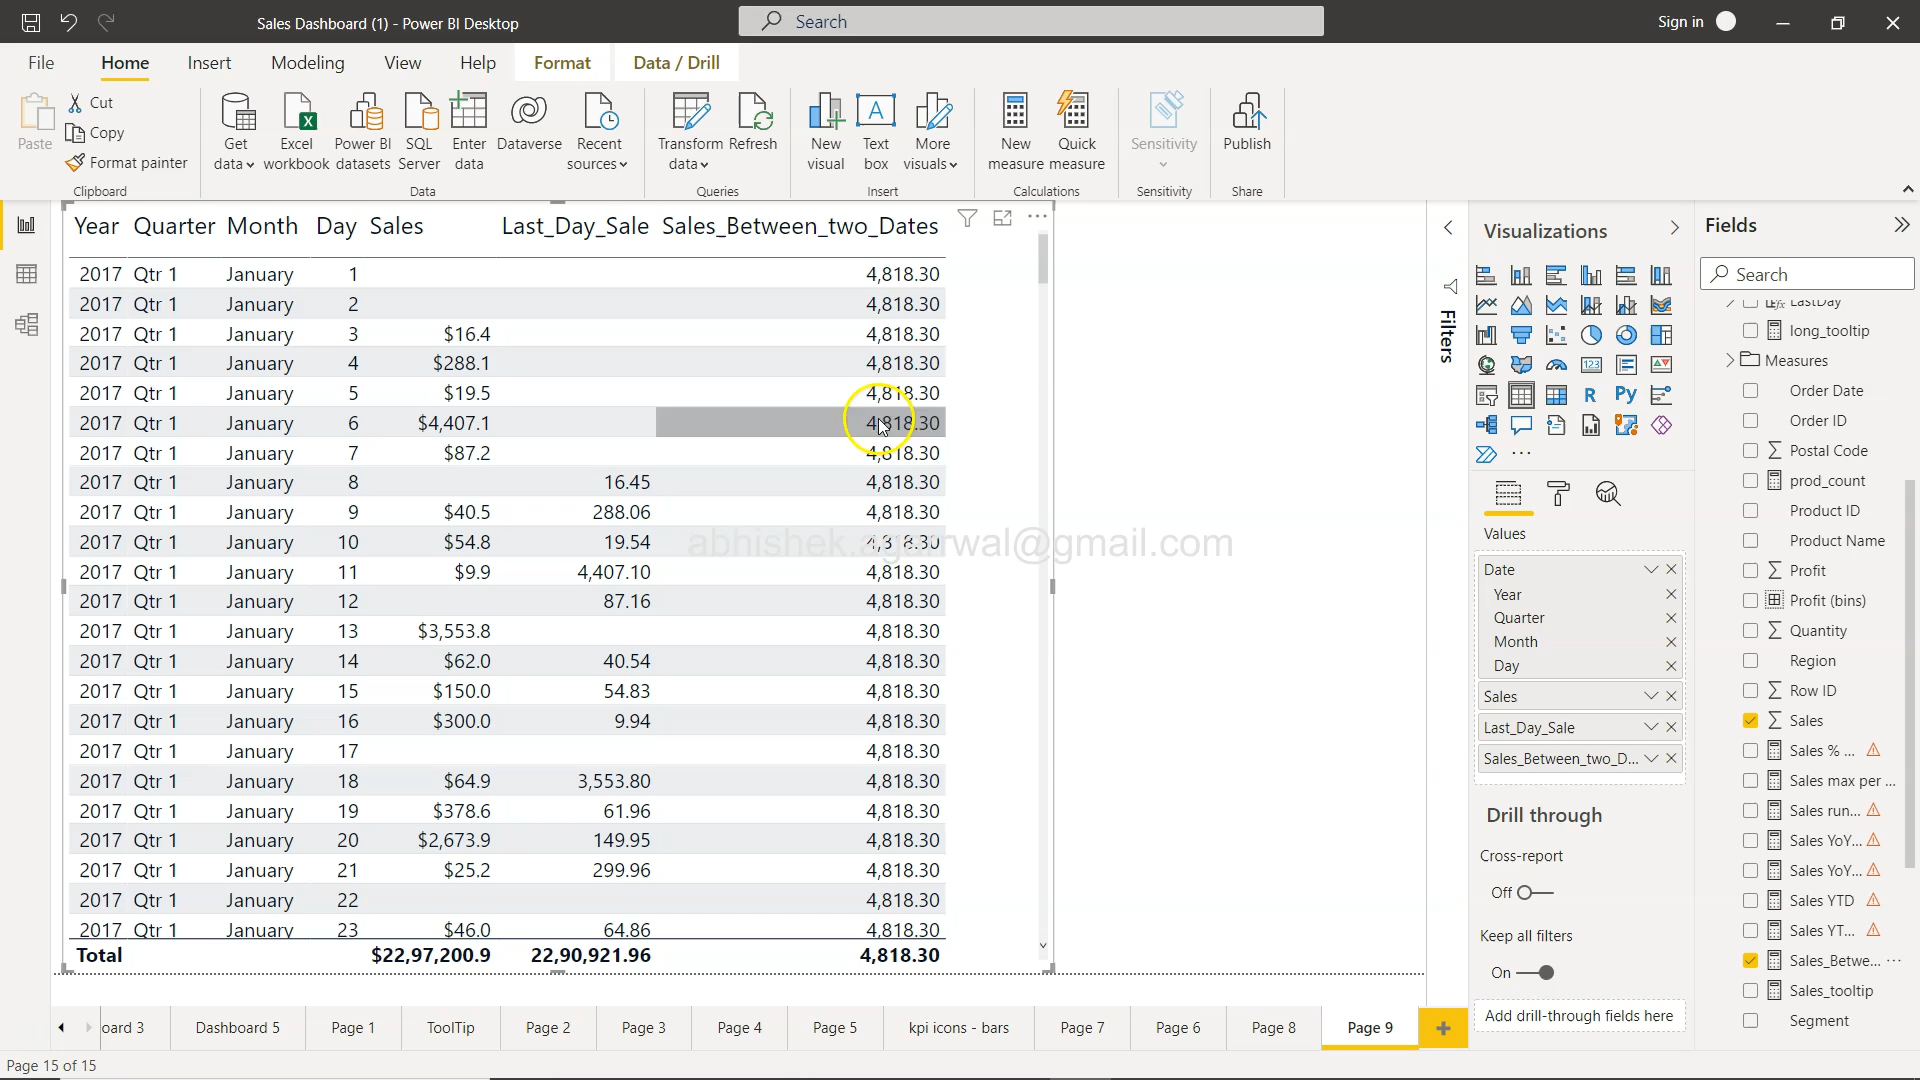 Sales Dashboard (1) - Power BI Desktop
Search
Sign in
File Home Insert Modeling View Help Format Data / Drill
Paste
Cut
Copy
Format painter
Clipboard
Get data
Excel workbook
Power BI datasets
SQL Server
Enter data
Dataverse
Recent sources
Data
Transform data
Refresh
Queries
New visual
Text box
More visuals
Insert
New measure
Quick measure
Calculations
Sensitivity
Sensitivity
Publish
Share
Year Quarter Month Day Sales Last_Day_Sale Sales_Between_two_Dates
2017 Qtr 1 January 1 4,818.30
2017 Qtr 1 January 2 4,818.30
2017 Qtr 1 January 3 $16.4 4,818.30
2017 Qtr 1 January 4 $288.1 4,818.30
2017 Qtr 1 January 5 $19.5 4,818.30
2017 Qtr 1 January 6 $4,407.1 4,818.30
2017 Qtr 1 January 7 $87.2 4,818.30
2017 Qtr 1 January 8 16.45 4,818.30
2017 Qtr 1 January 9 $40.5 288.06 4,818.30
2017 Qtr 1 January 10 $54.8 19.54 4,818.30
2017 Qtr 1 January 11 $9.9 4,407.10 4,818.30
2017 Qtr 1 January 12 87.16 4,818.30
2017 Qtr 1 January 13 $3,553.8 4,818.30
2017 Qtr 1 January 14 $62.0 40.54 4,818.30
2017 Qtr 1 January 15 $150.0 54.83 4,818.30
2017 Qtr 1 January 16 $300.0 9.94 4,818.30
2017 Qtr 1 January 17 4,818.30
2017 Qtr 1 January 18 $64.9 3,553.80 4,818.30
2017 Qtr 1 January 19 $378.6 61.96 4,818.30
2017 Qtr 1 January 20 $2,673.9 149.95 4,818.30
2017 Qtr 1 January 21 $25.2 299.96 4,818.30
2017 Qtr 1 January 22 4,818.30
2017 Qtr 1 January 23 $46.0 64.86 4,818.30
Total $22,97,200.9 22,90,921.96 4,818.30
abhishek.agarrwal@gmail.com
Filters
Visualizations
123
R
Py
Values
Date
Year
Quarter
Month
Day
Sales
Last_Day_Sale
Sales_Between_two_D...
Drill through
Cross-report
Off
Keep all filters
On
Add drill-through fields here
Fields
Search
LastDay
long_tooltip
Measures
Order Date
Order ID
Postal Code
prod_count
Product ID
Product Name
Profit
Profit (bins)
Quantity
Region
Row ID
Sales
Sales % ...
Sales max per ...
Sales run...
Sales YoY...
Sales YoY...
Sales YTD
Sales YT...
Sales_Betwe...
Sales_tooltip
Segment
oard 3 Dashboard 5 Page 1 ToolTip Page 2 Page 3 Page 4 Page 5 kpi icons - bars Page 7 Page 6 Page 8 Page 9
Page 15 of 15